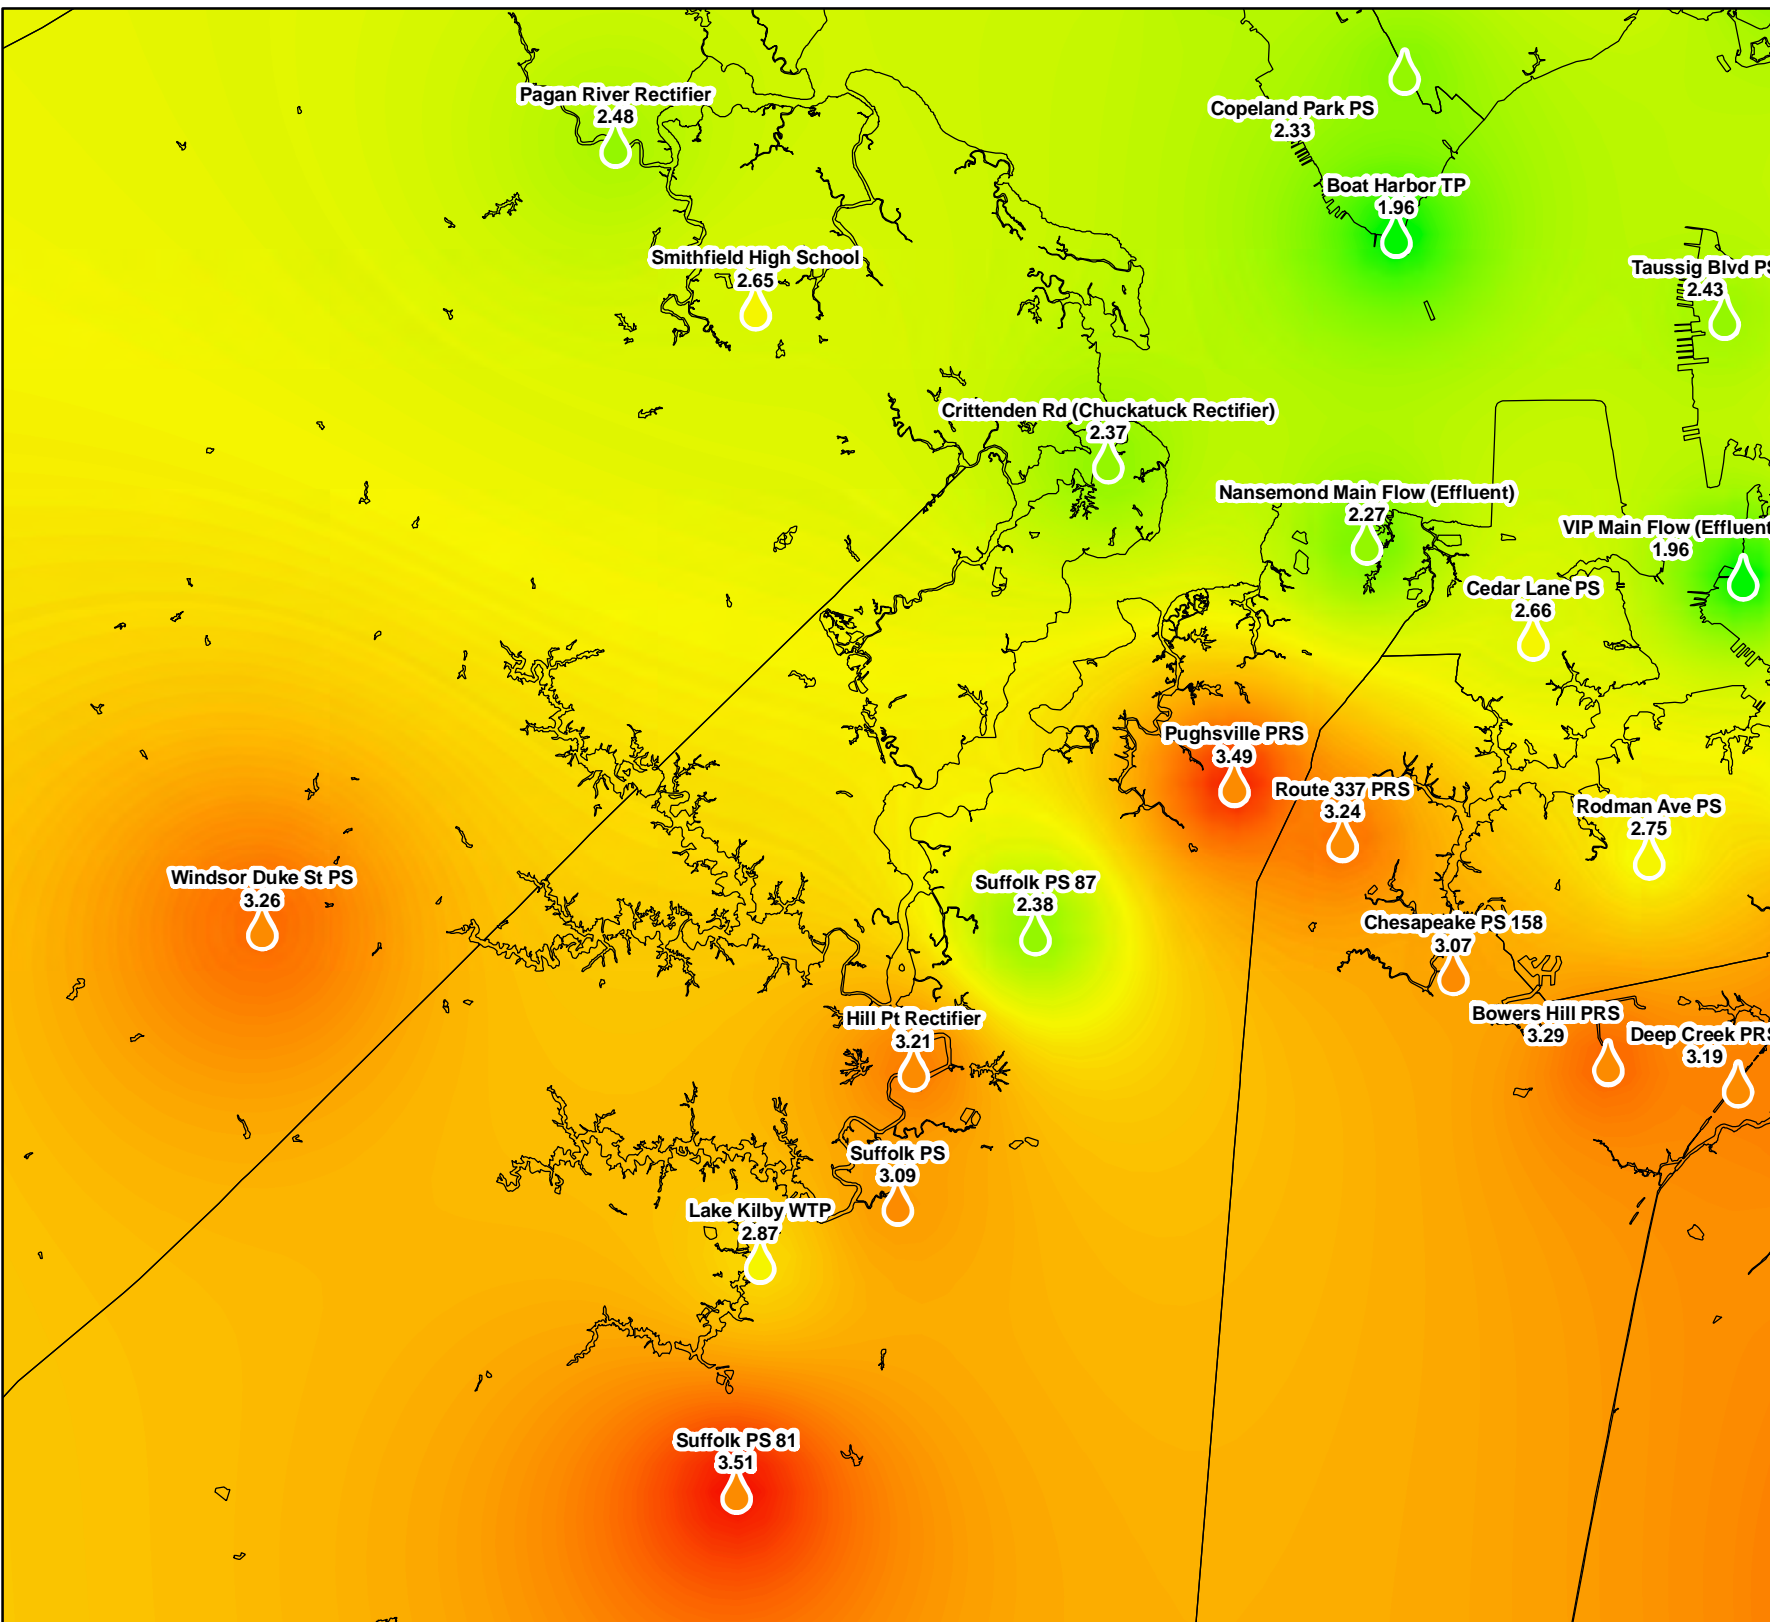 Pagan River Rectifier
2.48
Copeland Park PS
2.33
Boat Harbor TP
1.96
Smithfield High School
2.65
Taussig Blvd PS
2.43
Crittenden Rd (Chuckatuck Rectifier)
2.37
Nansemond Main Flow (Effluent)
2.27
VIP Main Flow (Effluent
1.96
Cedar Lane PS
2.66
Pughsville PRS
3.49
Route 337 PRS
3.24
Rodman Ave PS
2.75
Windsor Duke St PS
3.26
Suffolk PS 87
2.38
Chesapeake PS 158
3.07
Hill Pt Rectifier
3.21
Bowers Hill PRS
3.29
Deep Creek PRS
3.19
Suffolk PS
3.09
Lake Kilby WTP
2.87
Suffolk PS 81
3.51